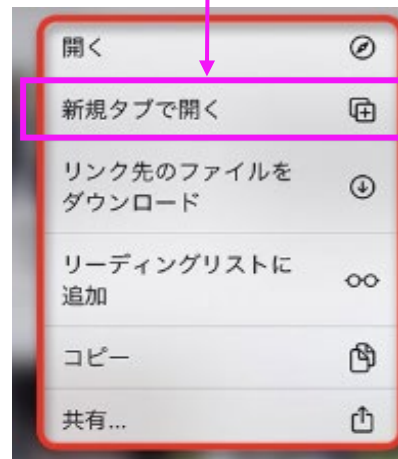 開く
新規タブで開く
リンク先のファイルを
ダウンロード
リーディングリストに
追加
コピー
共有...